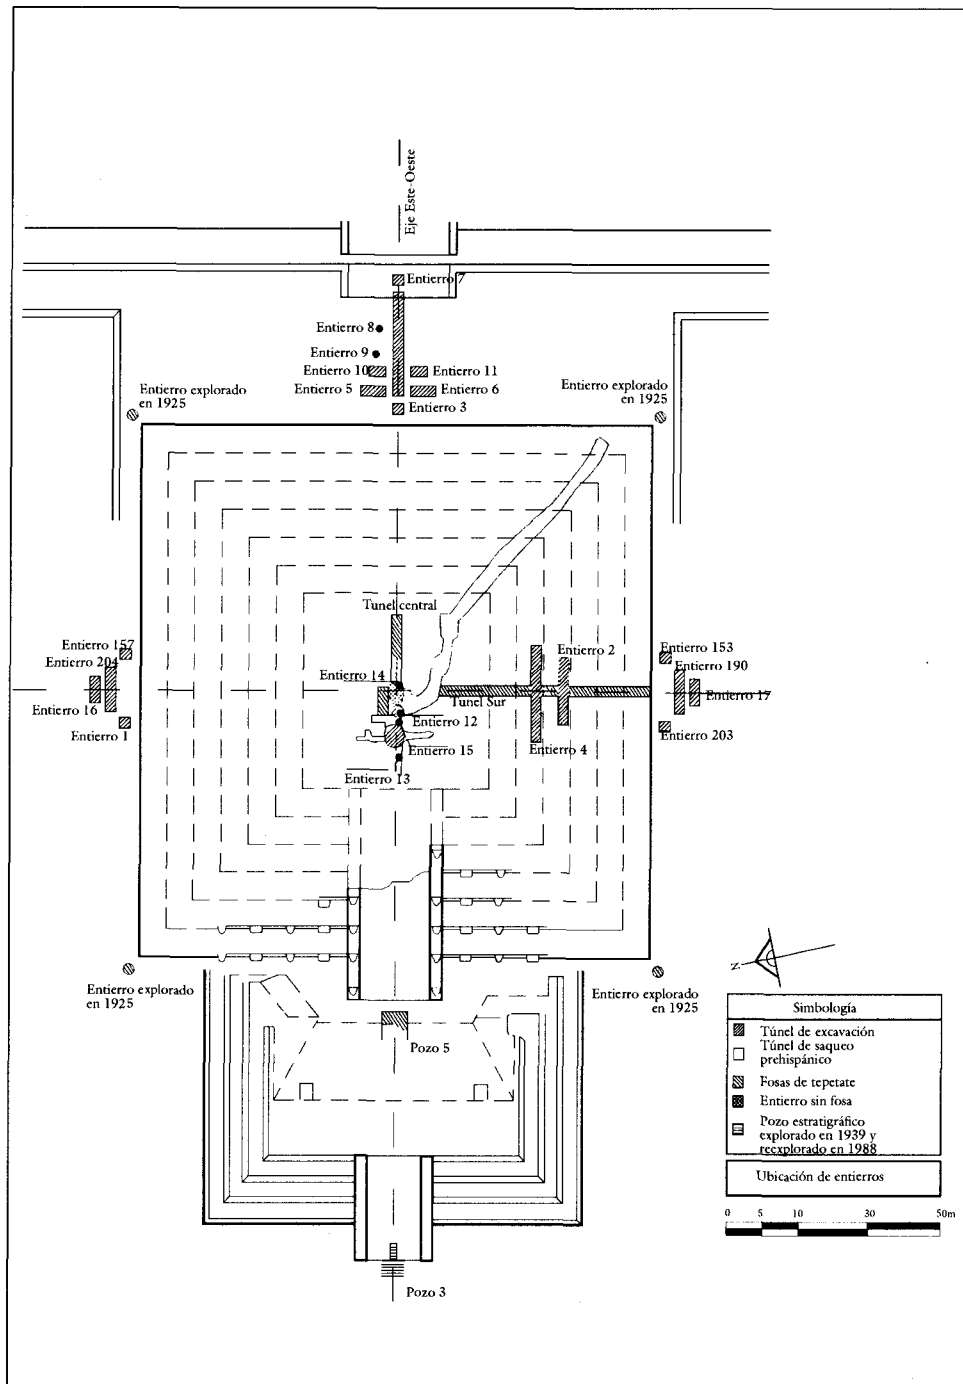 Eje Este-Oeste
Entierro 7
Entierro 8
Entierro 9
Entierro 10
Entierro 11
Entierro 5
Entierro 6
Entierro 3
Entierro explorado
en 1925
Entierro explorado
en 1925
Tunel central
Entierro 157
Entierro 204
Entierro 16
Entierro 1
Entierro 14
Entierro 2
Tunel Sur
Entierro 12
Entierro 15
Entierro 4
Entierro 13
Entierro 153
Entierro 190
Entierro 17
Entierro 203
Entierro explorado
en 1925
Entierro explorado
en 1925
Pozo 5
Pozo 3
N
Simbología
Túnel de excavación
Túnel de saqueo
prehispánico
Fosas de tepetate
Entierro sin fosa
Pozo estratigráfico
explorado en 1939 y
reexplorado en 1988
Ubicación de entierros
0 5 10 30 50m